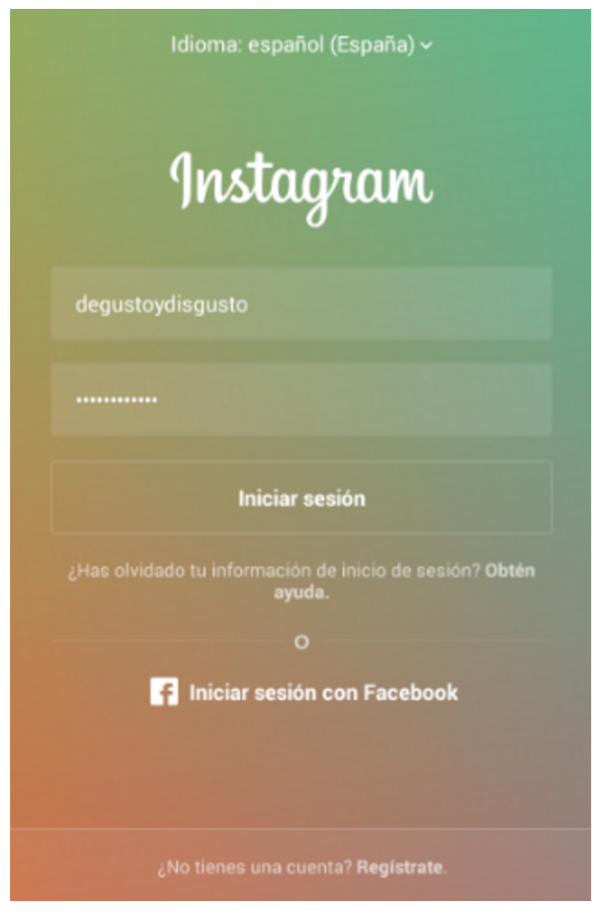 Idioma: español (España)
Instagram
degustoydisgusto
••••••••••••
Iniciar sesión
¿Has olvidado tu información de inicio de sesión? Obtén
ayuda.
O
Iniciar sesión con Facebook
¿No tienes una cuenta? Regístrate.